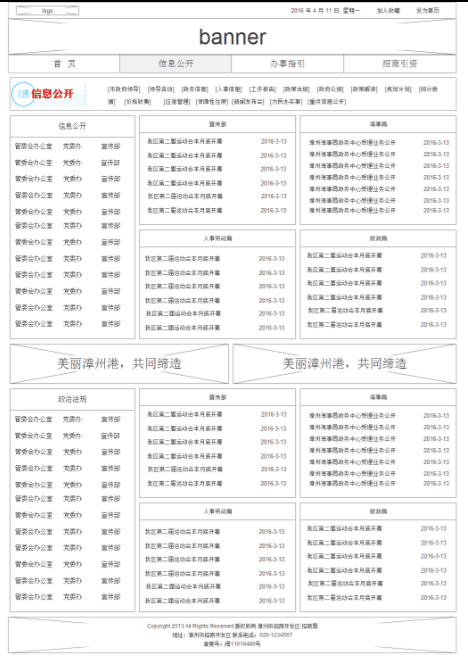 logo
2016 年 4 月 11 日 星期一 加入收藏 设为首页
banner
首 页 信息公开 办事指引 招商引资
信息公开
[市政府领导] [领导活动] [政务信箱] [人事信息] [工作报告] [政策法规] [政府公报] [政策解读] [规划计划] [统计数
据] [价格收费] [应急管理] [保障性住房] [新闻发布会] [为民办实事] [重点信息公开]
信息公开
管委会办公室 党委办 宣传部
管委会办公室 党委办 宣传部
管委会办公室 党委办 宣传部
管委会办公室 党委办 宣传部
管委会办公室 党委办 宣传部
管委会办公室 党委办 宣传部
管委会办公室 党委办 宣传部
管委会办公室 党委办 宣传部
管委会办公室 党委办 宣传部
管委会办公室 党委办 宣传部
管委会办公室 党委办 宣传部
管委会办公室 党委办 宣传部
宣传部
我区第二届运动会本月底开幕 2016-3-13
我区第二届运动会本月底开幕 2016-3-13
我区第二届运动会本月底开幕 2016-3-13
我区第二届运动会本月底开幕 2016-3-13
我区第二届运动会本月底开幕 2016-3-13
我区第二届运动会本月底开幕 2016-3-13
海事局
漳州海事局政务中心受理业务公开 2016-3-13
漳州海事局政务中心受理业务公开 2016-3-13
漳州海事局政务中心受理业务公开 2016-3-13
漳州海事局政务中心受理业务公开 2016-3-13
漳州海事局政务中心受理业务公开 2016-3-13
漳州海事局政务中心受理业务公开 2016-3-13
漳州海事局政务中心受理业务公开 2016-3-13
人事劳动局
我区第二届运动会本月底开幕 2016-3-13
我区第二届运动会本月底开幕 2016-3-13
我区第二届运动会本月底开幕 2016-3-13
我区第二届运动会本月底开幕 2016-3-13
我区第二届运动会本月底开幕 2016-3-13
我区第二届运动会本月底开幕 2016-3-13
财政局
我区第二届运动会本月底开幕 2016-3-13
我区第二届运动会本月底开幕 2016-3-13
我区第二届运动会本月底开幕 2016-3-13
我区第二届运动会本月底开幕 2016-3-13
我区第二届运动会本月底开幕 2016-3-13
我区第二届运动会本月底开幕 2016-3-13
美丽漳州港，共同缔造 美丽漳州港，共同缔造
政治法规
管委会办公室 党委办 宣传部
管委会办公室 党委办 宣传部
管委会办公室 党委办 宣传部
管委会办公室 党委办 宣传部
管委会办公室 党委办 宣传部
管委会办公室 党委办 宣传部
管委会办公室 党委办 宣传部
管委会办公室 党委办 宣传部
管委会办公室 党委办 宣传部
管委会办公室 党委办 宣传部
管委会办公室 党委办 宣传部
管委会办公室 党委办 宣传部
宣传部
我区第二届运动会本月底开幕 2016-3-13
我区第二届运动会本月底开幕 2016-3-13
我区第二届运动会本月底开幕 2016-3-13
我区第二届运动会本月底开幕 2016-3-13
我区第二届运动会本月底开幕 2016-3-13
我区第二届运动会本月底开幕 2016-3-13
海事局
漳州海事局政务中心受理业务公开 2016-3-13
漳州海事局政务中心受理业务公开 2016-3-13
漳州海事局政务中心受理业务公开 2016-3-13
漳州海事局政务中心受理业务公开 2016-3-13
漳州海事局政务中心受理业务公开 2016-3-13
漳州海事局政务中心受理业务公开 2016-3-13
漳州海事局政务中心受理业务公开 2016-3-13
人事劳动局
我区第二届运动会本月底开幕 2016-3-13
我区第二届运动会本月底开幕 2016-3-13
我区第二届运动会本月底开幕 2016-3-13
我区第二届运动会本月底开幕 2016-3-13
我区第二届运动会本月底开幕 2016-3-13
我区第二届运动会本月底开幕 2016-3-13
财政局
我区第二届运动会本月底开幕 2016-3-13
我区第二届运动会本月底开幕 2016-3-13
我区第二届运动会本月底开幕 2016-3-13
我区第二届运动会本月底开幕 2016-3-13
我区第二届运动会本月底开幕 2016-3-13
我区第二届运动会本月底开幕 2016-3-13
Copyright 2013 All Rights Reserved 版权所有 漳州市招商开发区 招商局
地址：漳州市招商开发区 联系电话：020-1234567
备案号：闽11018485号